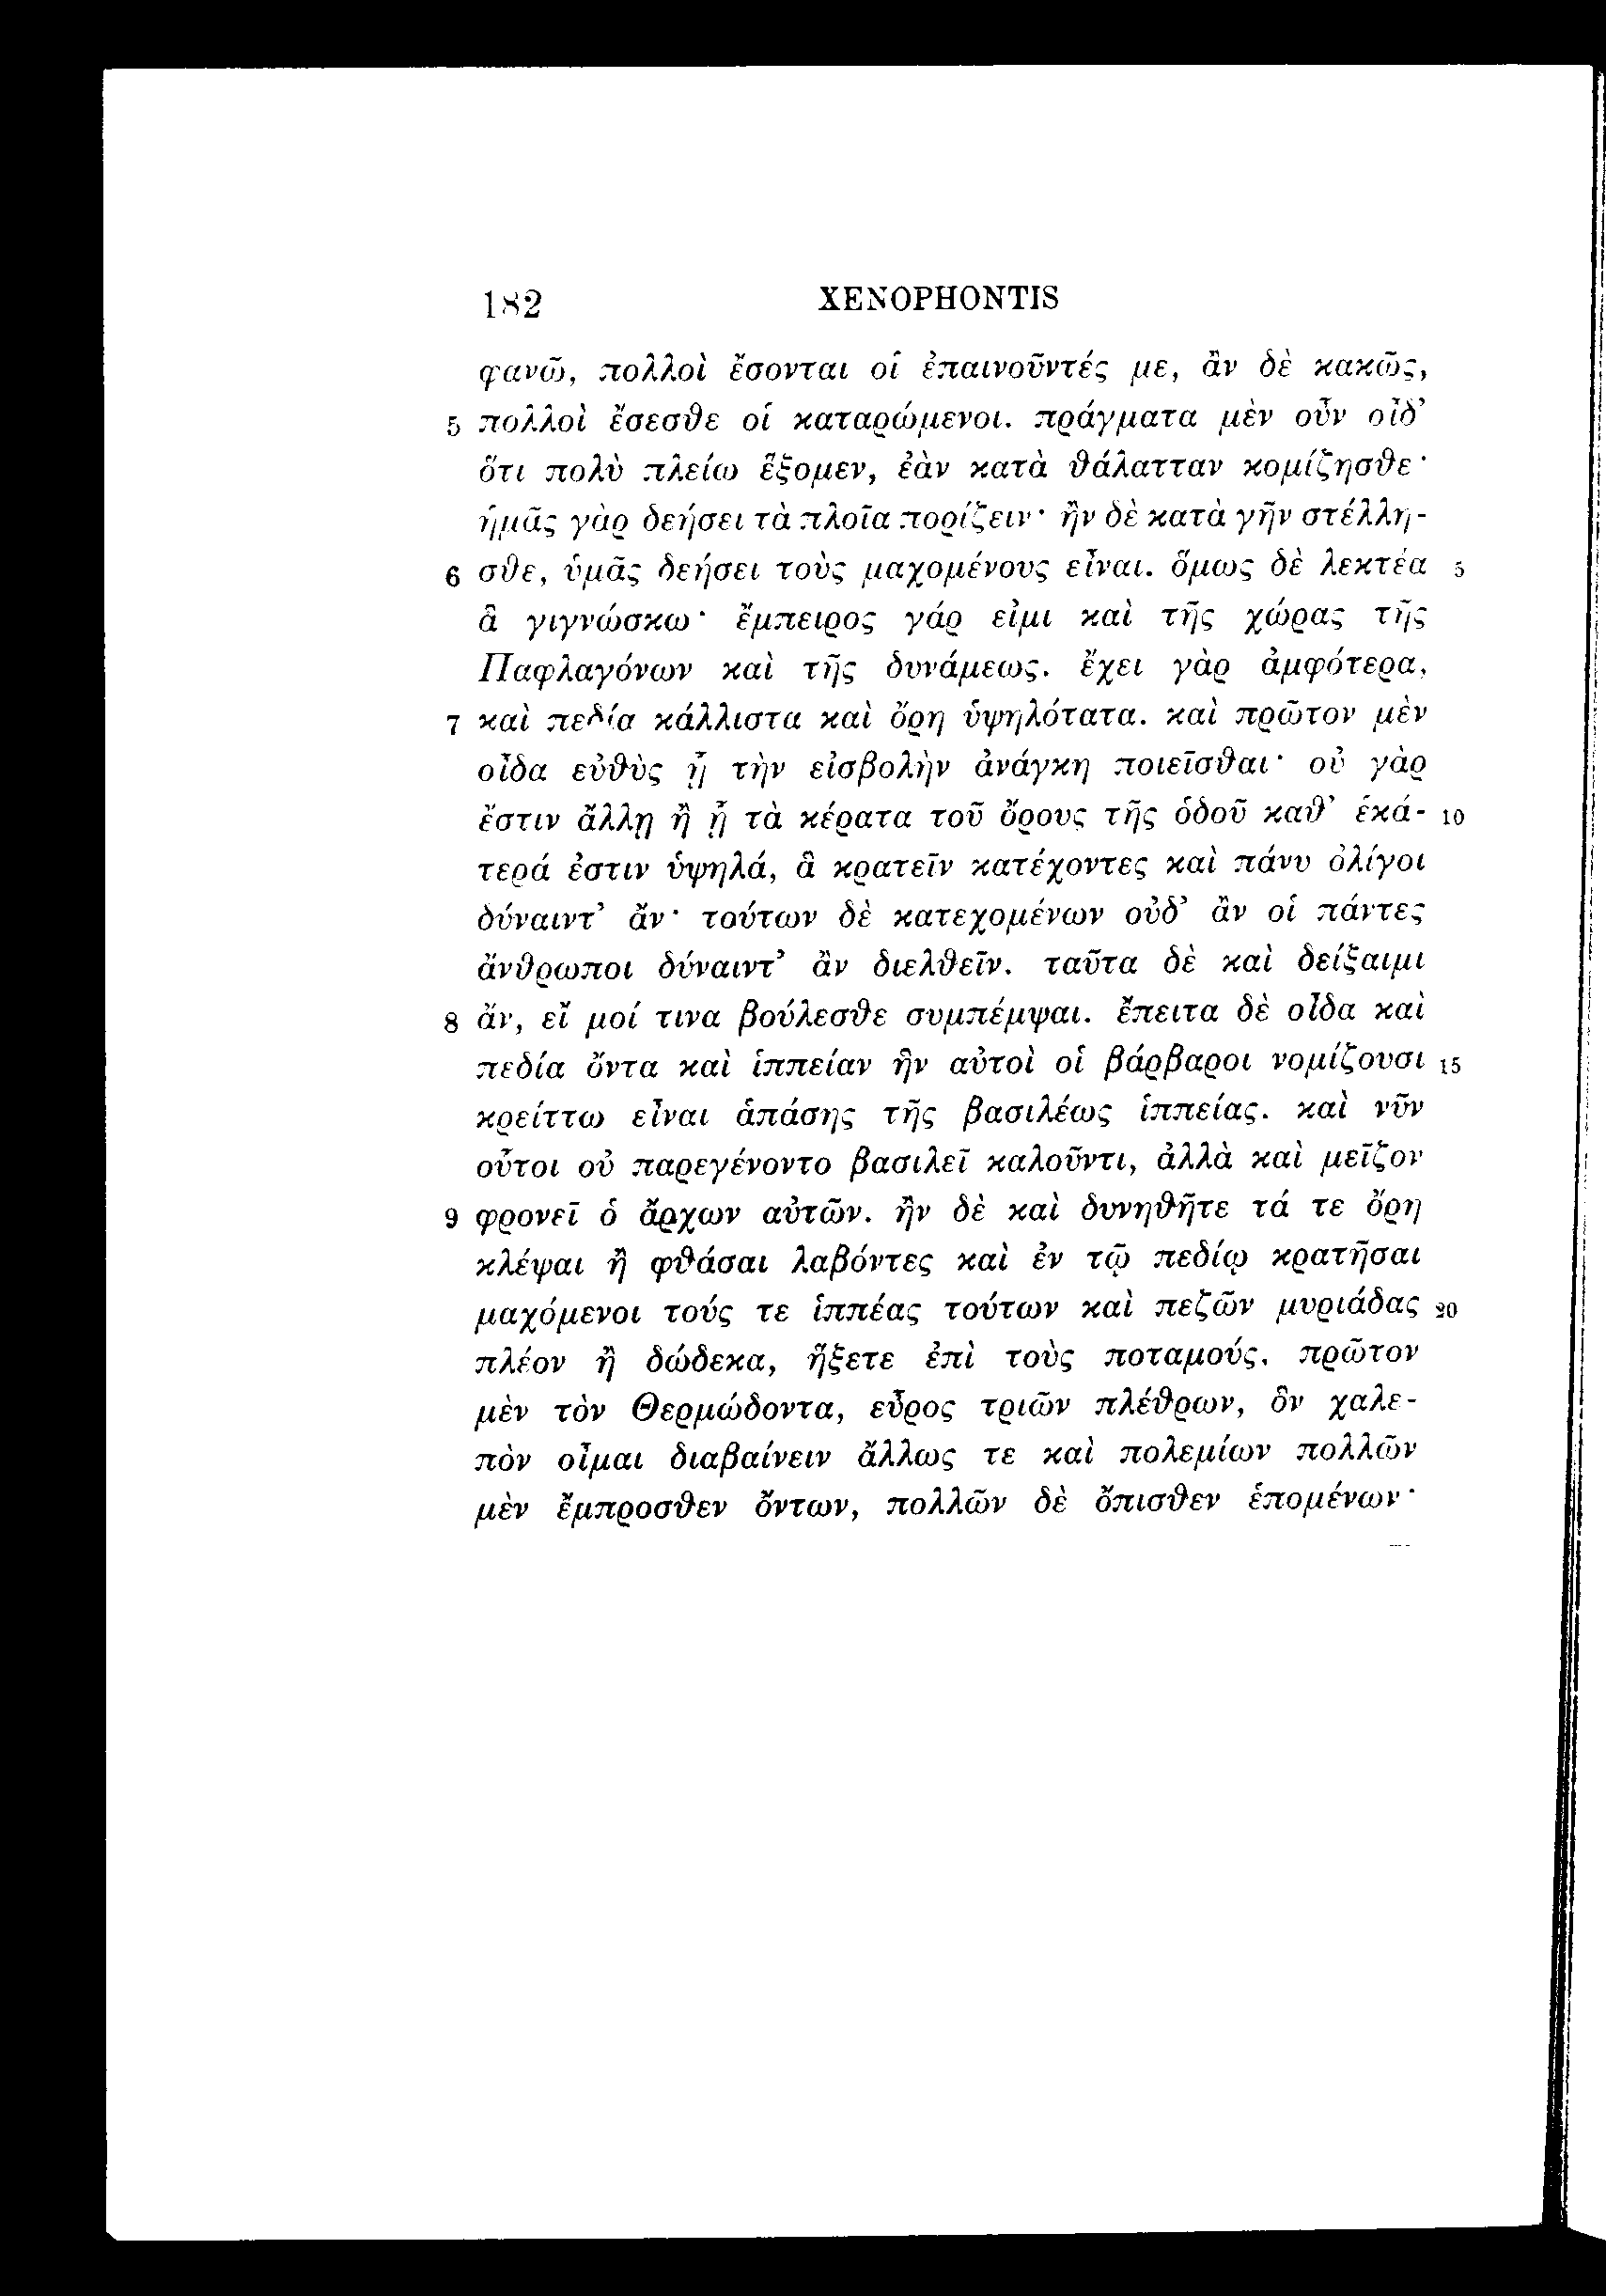 182 XENOPHONTIS
φανῶ, πολλοὶ ἔσονται οἱ ἐπαινοῦντές με, ἂν δὲ κακῶς,
5 πολλοὶ ἔσεσθε οἱ καταρώμενοι. πράγματα μὲν οὖν οἶδ’
ὅτι πολὺ πλείω ἕξομεν, ἐὰν κατὰ θάλατταν κομίζησθε·
ἡμᾶς γὰρ δεήσει τὰ πλοῖα πορίζειν· ἢν δὲ κατὰ γῆν στέλλη-
6 σθε, ὑμᾶς δεήσει τοὺς μαχομένους εἶναι. ὅμως δὲ λεκτέα 5
ἃ γιγνώσκω· ἔμπειρος γάρ εἰμι καὶ τῆς χώρας τῆς
Παφλαγόνων καὶ τῆς δυνάμεως. ἔχει γὰρ ἀμφότερα,
7 καὶ πεδία κάλλιστα καὶ ὄρη ὑψηλότατα. καὶ πρῶτον μὲν
οἶδα εὐθὺς ᾗ τὴν εἰσβολὴν ἀνάγκη ποιεῖσθαι· οὐ γὰρ
ἔστιν ἄλλῃ ἢ ᾗ τὰ κέρατα τοῦ ὄρους τῆς ὁδοῦ καθ’ ἑκά- 10
τερά ἐστιν ὑψηλά, ἃ κρατεῖν κατέχοντες καὶ πάνυ ὀλίγοι
δύναιντ’ ἄν· τούτων δὲ κατεχομένων οὐδ’ ἂν οἱ πάντες
ἄνθρωποι δύναιντ’ ἂν διελθεῖν. ταῦτα δὲ καὶ δείξαιμι
8 ἄν, εἴ μοί τινα βούλεσθε συμπέμψαι. ἔπειτα δὲ οἶδα καὶ
πεδία ὄντα καὶ ἱππείαν ἣν αὐτοὶ οἱ βάρβαροι νομίζουσι 15
κρείττω εἶναι ἁπάσης τῆς βασιλέως ἱππείας. καὶ νῦν
οὗτοι οὐ παρεγένοντο βασιλεῖ καλοῦντι, ἀλλὰ καὶ μεῖζον
9 φρονεῖ ὁ ἄρχων αὐτῶν. ἢν δὲ καὶ δυνηθῆτε τά τε ὄρη
κλέψαι ἢ φθάσαι λαβόντες καὶ ἐν τῷ πεδίῳ κρατῆσαι
μαχόμενοι τούς τε ἱππέας τούτων καὶ πεζῶν μυριάδας 20
πλέον ἢ δώδεκα, ἥξετε ἐπὶ τοὺς ποταμούς, πρῶτον
μὲν τὸν Θερμώδοντα, εὖρος τριῶν πλέθρων, ὃν χαλε-
πὸν οἶμαι διαβαίνειν ἄλλως τε καὶ πολεμίων πολλῶν
μὲν ἔμπροσθεν ὄντων, πολλῶν δὲ ὄπισθεν ἑπομένων·